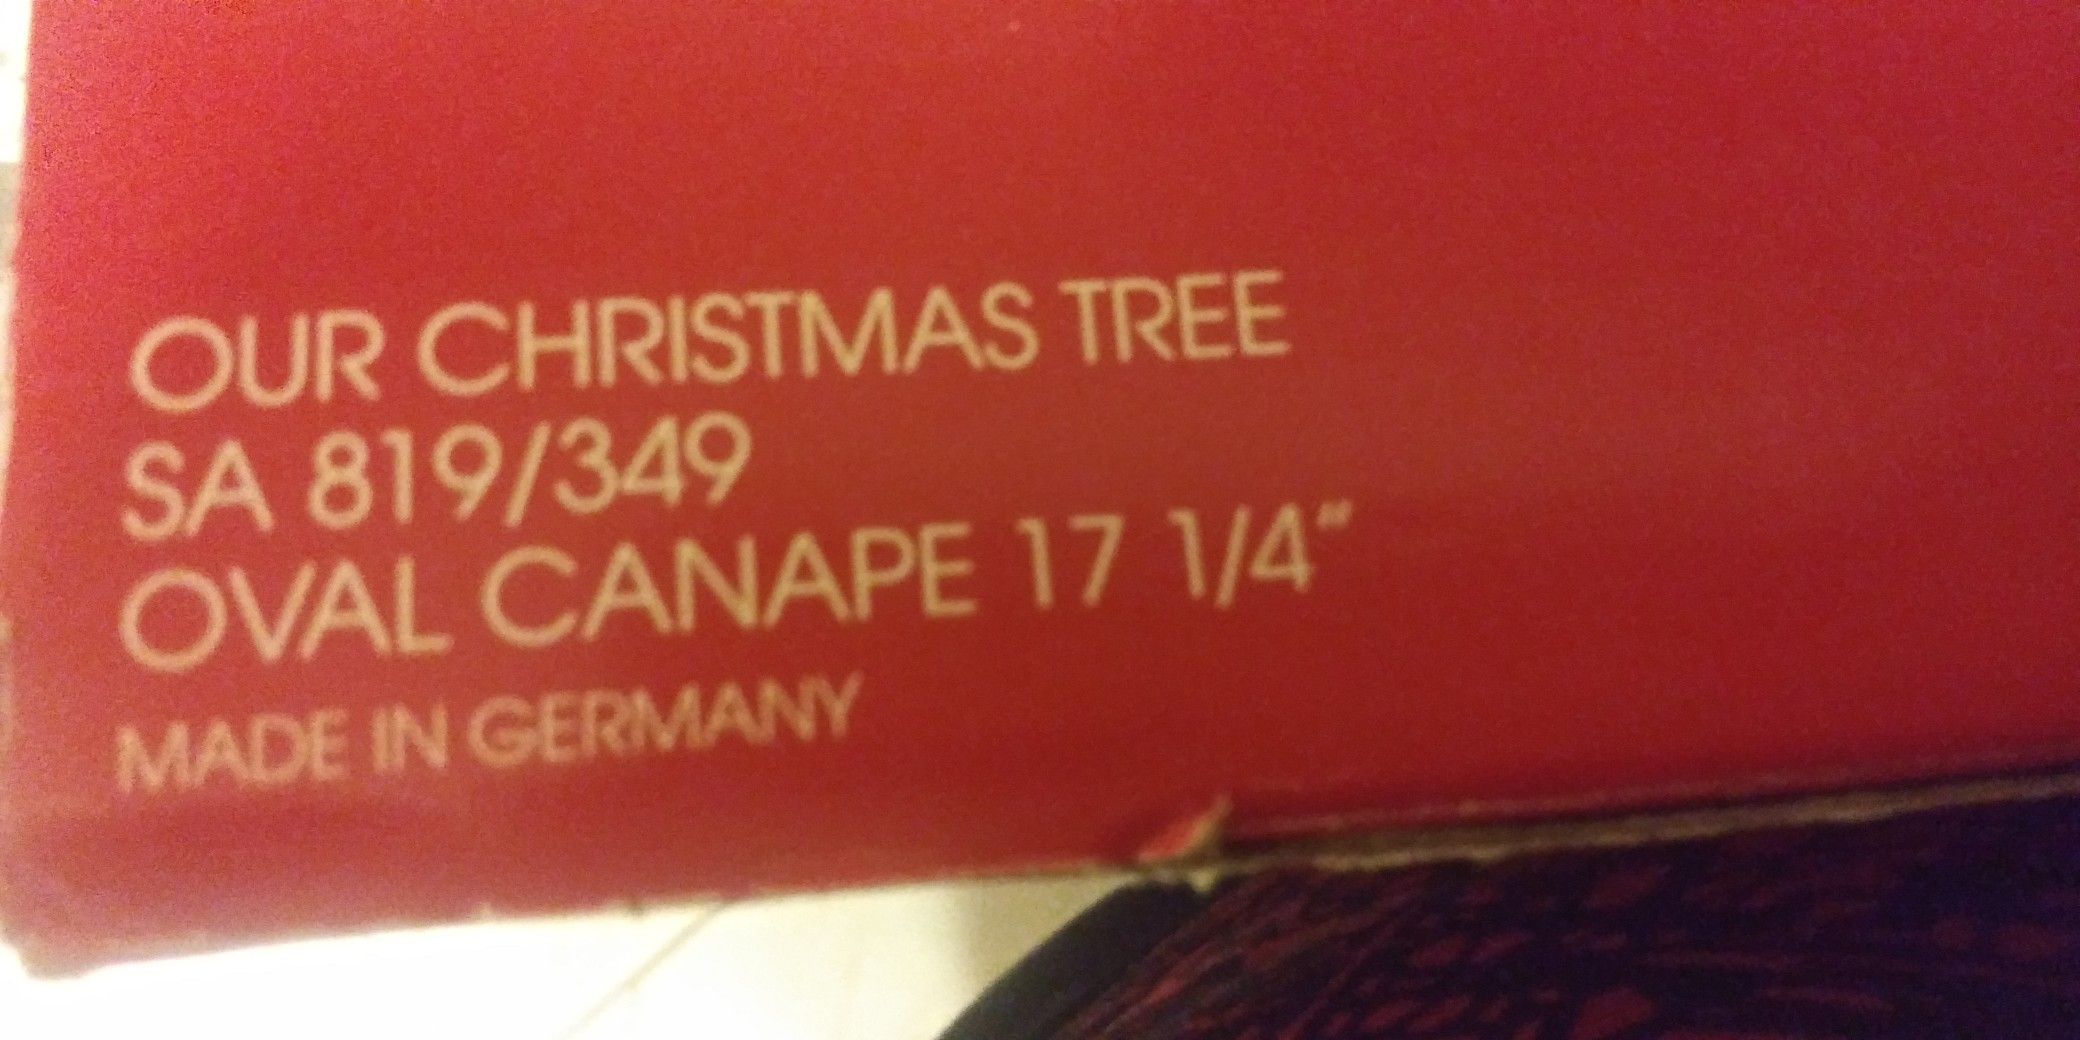 OUR CHRISTMAS TREE
SA 819/349
OVAL CANAPE 17 1/4"
MADE IN GERMANY